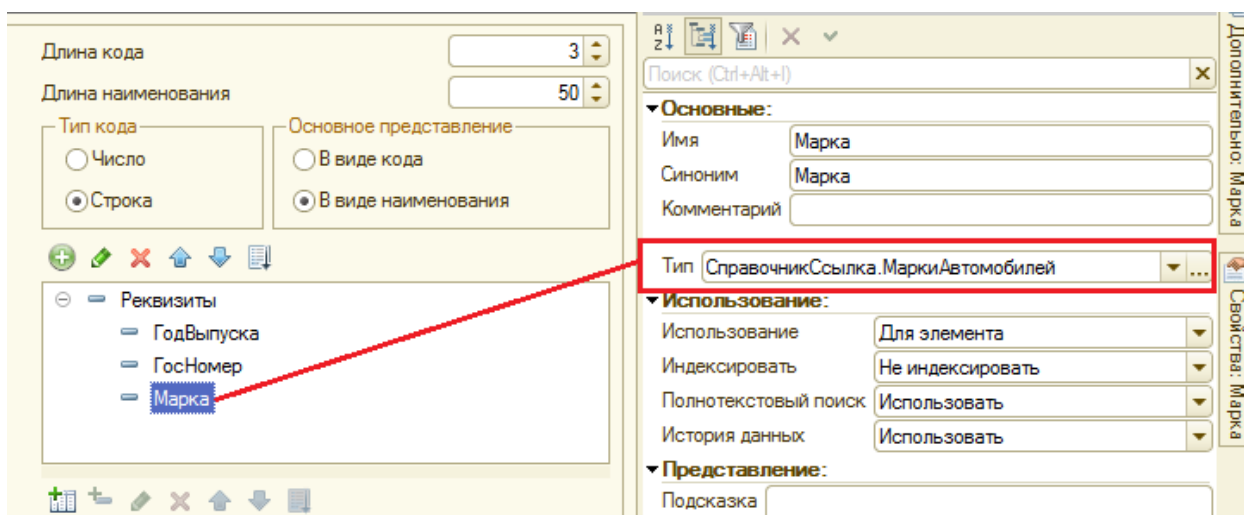 Длина кода 3
Длина наименования 50
Тип кода
Число
Строка
Основное представление
В виде кода
В виде наименования
Реквизиты
ГодВыпуска
ГосНомер
Марка
Поиск (Ctrl+Alt+I)
Основные:
Имя Марка
Синоним Марка
Комментарий
Тип СправочникСсылка.МаркиАвтомобилей ...
Использование:
Использование Для элемента
Индексировать Не индексировать
Полнотекстовый поиск Использовать
История данных Использовать
Представление:
Подсказка
Дополнительно: Марка
Свойства: Марка